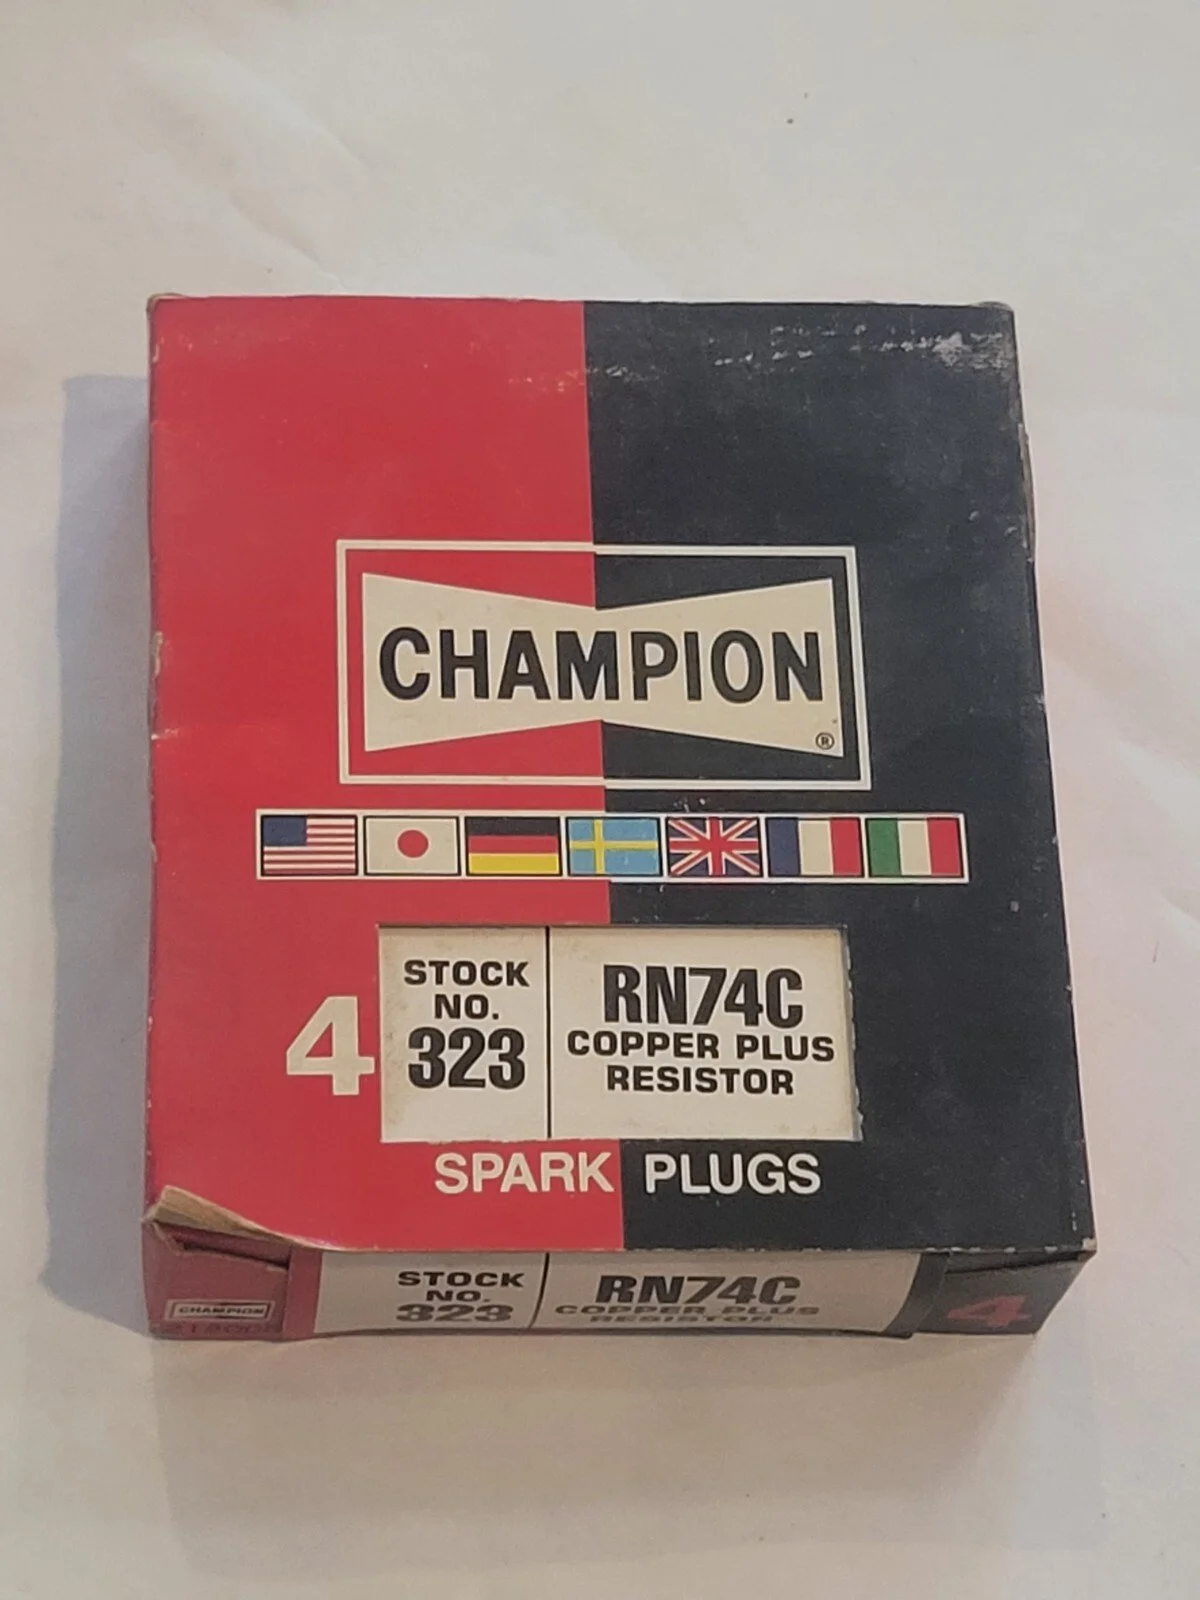 CHAMPION
®
4
STOCK
NO.
323
RN74C
COPPER PLUS
RESISTOR
SPARK PLUGS
CHAMPION
STOCK
NO.
323
RN74C
COPPER PLUS
RESISTOR
4